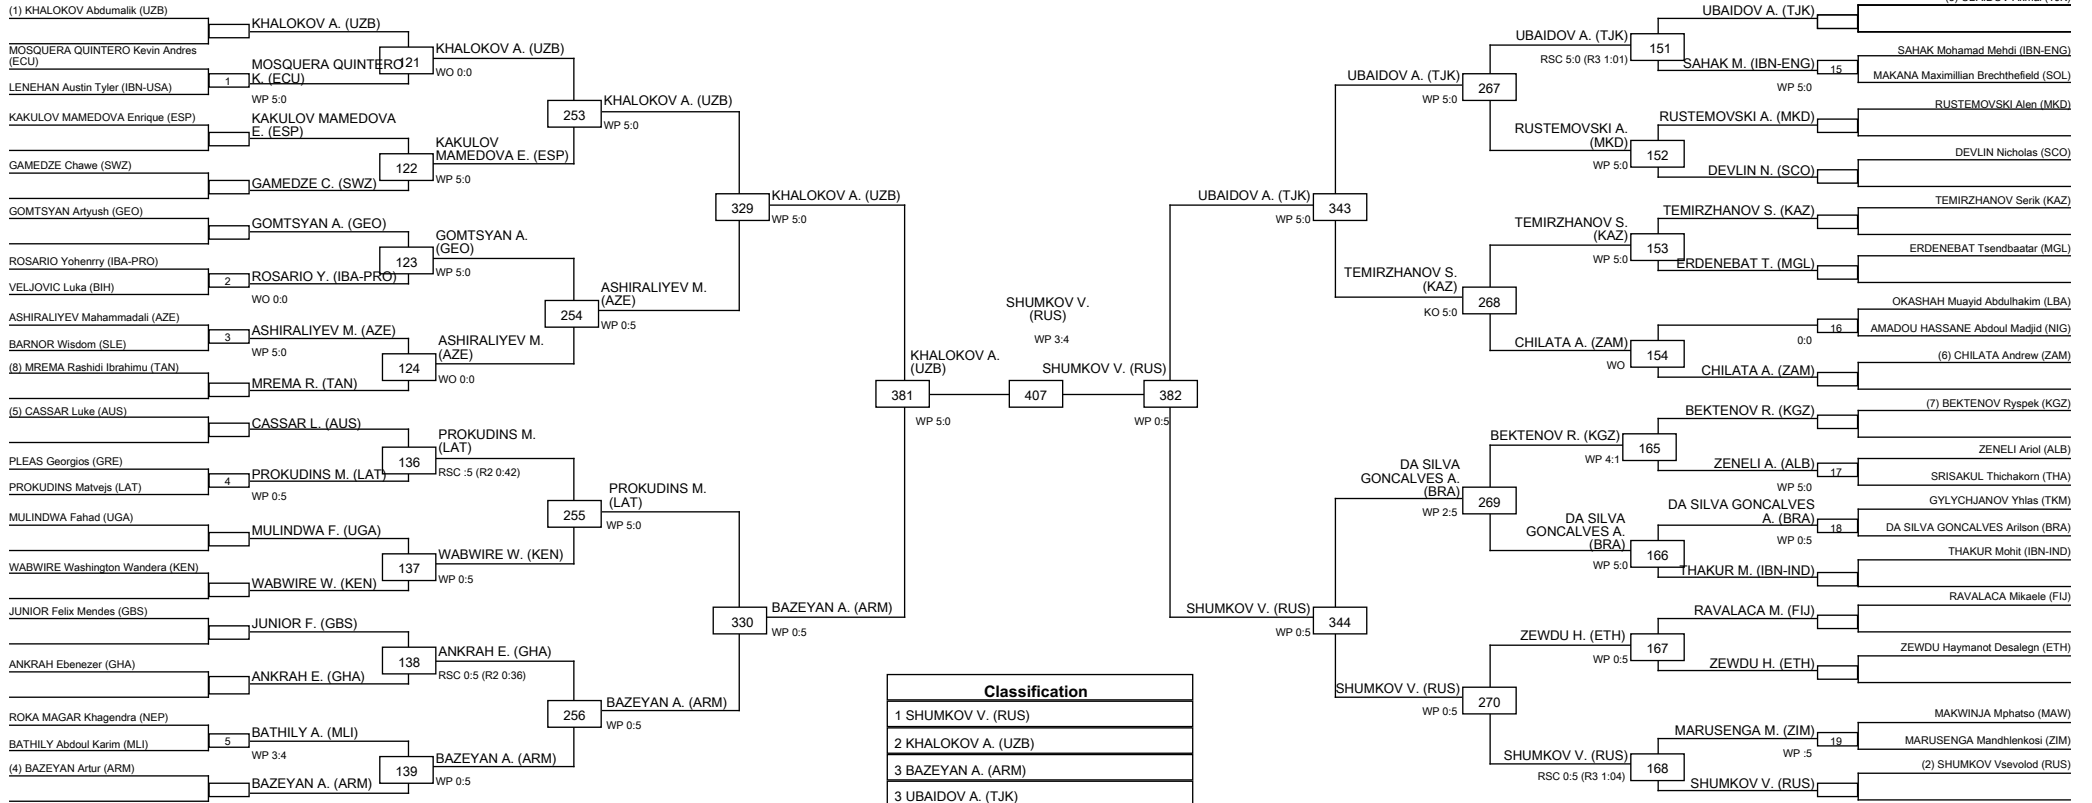 (1) KHALOKOV Abdumalik (UZB)
KHALOKOV A. (UZB)
MOSQUERA QUINTERO Kevin Andres
(ECU)
1
MOSQUERA QUINTERO
K. (ECU)
LENEHAN Austin Tyler (IBN-USA)
WP 5:0
121
KHALOKOV A. (UZB)
WO 0:0
KAKULOV MAMEDOVA Enrique (ESP)
KAKULOV MAMEDOVA
E. (ESP)
GAMEDZE Chawe (SWZ)
GAMEDZE C. (SWZ)
122
KAKULOV
MAMEDOVA E. (ESP)
WP 5:0
253
KHALOKOV A. (UZB)
WP 5:0
GOMTSYAN Artyush (GEO)
GOMTSYAN A. (GEO)
ROSARIO Yohenrry (IBA-PRO)
2
ROSARIO Y. (IBA-PRO)
VELJOVIC Luka (BIH)
WO 0:0
123
GOMTSYAN A.
(GEO)
WP 5:0
ASHIRALIYEV Mahammadali (AZE)
3
ASHIRALIYEV M. (AZE)
BARNOR Wisdom (SLE)
WP 5:0
(8) MREMA Rashidi Ibrahimu (TAN)
MREMA R. (TAN)
124
ASHIRALIYEV M.
(AZE)
WO 0:0
254
ASHIRALIYEV M.
(AZE)
WP 0:5
329
KHALOKOV A. (UZB)
WP 5:0
(5) CASSAR Luke (AUS)
CASSAR L. (AUS)
PLEAS Georgios (GRE)
4
PROKUDINS M. (LAT)
PROKUDINS Matvejs (LAT)
WP 0:5
136
PROKUDINS M.
(LAT)
RSC :5 (R2 0:42)
MULINDWA Fahad (UGA)
MULINDWA F. (UGA)
WABWIRE Washington Wandera (KEN)
WABWIRE W. (KEN)
137
WABWIRE W. (KEN)
WP 0:5
255
PROKUDINS M.
(LAT)
WP 5:0
JUNIOR Felix Mendes (GBS)
JUNIOR F. (GBS)
ANKRAH Ebenezer (GHA)
ANKRAH E. (GHA)
138
ANKRAH E. (GHA)
RSC 0:5 (R2 0:36)
ROKA MAGAR Khagendra (NEP)
5
BATHILY A. (MLI)
BATHILY Abdoul Karim (MLI)
WP 3:4
(4) BAZEYAN Artur (ARM)
BAZEYAN A. (ARM)
139
BAZEYAN A. (ARM)
WP 0:5
256
BAZEYAN A. (ARM)
WP 0:5
330
BAZEYAN A. (ARM)
WP 0:5
381
KHALOKOV A.
(UZB)
WP 5:0
SHUMKOV V.
(RUS)
WP 3:4
407
SHUMKOV V. (RUS)
382
WP 0:5
UBAIDOV A. (TJK)
WP 5:0
343
UBAIDOV A. (TJK)
WP 5:0
267
UBAIDOV A. (TJK)
RSC 5:0 (R3 1:01)
151
UBAIDOV A. (TJK)
SAHAK Mohamad Mehdi (IBN-ENG)
SAHAK M. (IBN-ENG)
15
MAKANA Maximillian Brechthefield (SOL)
WP 5:0
RUSTEMOVSKI A.
(MKD)
WP 5:0
152
RUSTEMOVSKI Alen (MKD)
RUSTEMOVSKI A. (MKD)
DEVLIN Nicholas (SCO)
DEVLIN N. (SCO)
TEMIRZHANOV S.
(KAZ)
KO 5:0
268
TEMIRZHANOV S.
(KAZ)
WP 5:0
153
TEMIRZHANOV Serik (KAZ)
TEMIRZHANOV S. (KAZ)
ERDENEBAT Tsendbaatar (MGL)
ERDENEBAT T. (MGL)
CHILATA A. (ZAM)
WO
154
OKASHAH Muayid Abdulhakim (LBA)
16
AMADOU HASSANE Abdoul Madjid (NIG)
0:0
(6) CHILATA Andrew (ZAM)
CHILATA A. (ZAM)
SHUMKOV V. (RUS)
WP 0:5
344
DA SILVA
GONCALVES A.
(BRA)
WP 2:5
269
BEKTENOV R. (KGZ)
WP 4:1
165
(7) BEKTENOV Ryspek (KGZ)
BEKTENOV R. (KGZ)
ZENELI Ariol (ALB)
ZENELI A. (ALB)
17
SRISAKUL Thichakorn (THA)
WP 5:0
DA SILVA
GONCALVES A.
(BRA)
WP 5:0
166
GYLYCHJANOV Yhlas (TKM)
DA SILVA GONCALVES
A. (BRA)
18
DA SILVA GONCALVES Arilson (BRA)
WP 0:5
THAKUR Mohit (IBN-IND)
THAKUR M. (IBN-IND)
SHUMKOV V. (RUS)
WP 0:5
270
ZEWDU H. (ETH)
WP 0:5
167
RAVALACA Mikaele (FIJ)
RAVALACA M. (FIJ)
ZEWDU Haymanot Desalegn (ETH)
ZEWDU H. (ETH)
SHUMKOV V. (RUS)
RSC 0:5 (R3 1:04)
168
MAKWINJA Mphatso (MAW)
MARUSENGA M. (ZIM)
19
MARUSENGA Mandhlenkosi (ZIM)
WP :5
(2) SHUMKOV Vsevolod (RUS)
SHUMKOV V. (RUS)
Classification
1 SHUMKOV V. (RUS)
2 KHALOKOV A. (UZB)
3 BAZEYAN A. (ARM)
3 UBAIDOV A. (TJK)